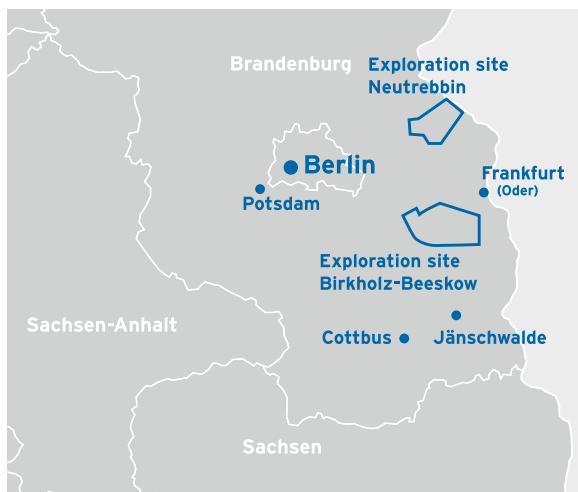 Brandenburg
Exploration site
Neutrebbin
Berlin
Frankfurt
(Oder)
Potsdam
Exploration site
Birkholz-Beeskow
Sachsen-Anhalt
Cottbus
Jänschwalde
Sachsen